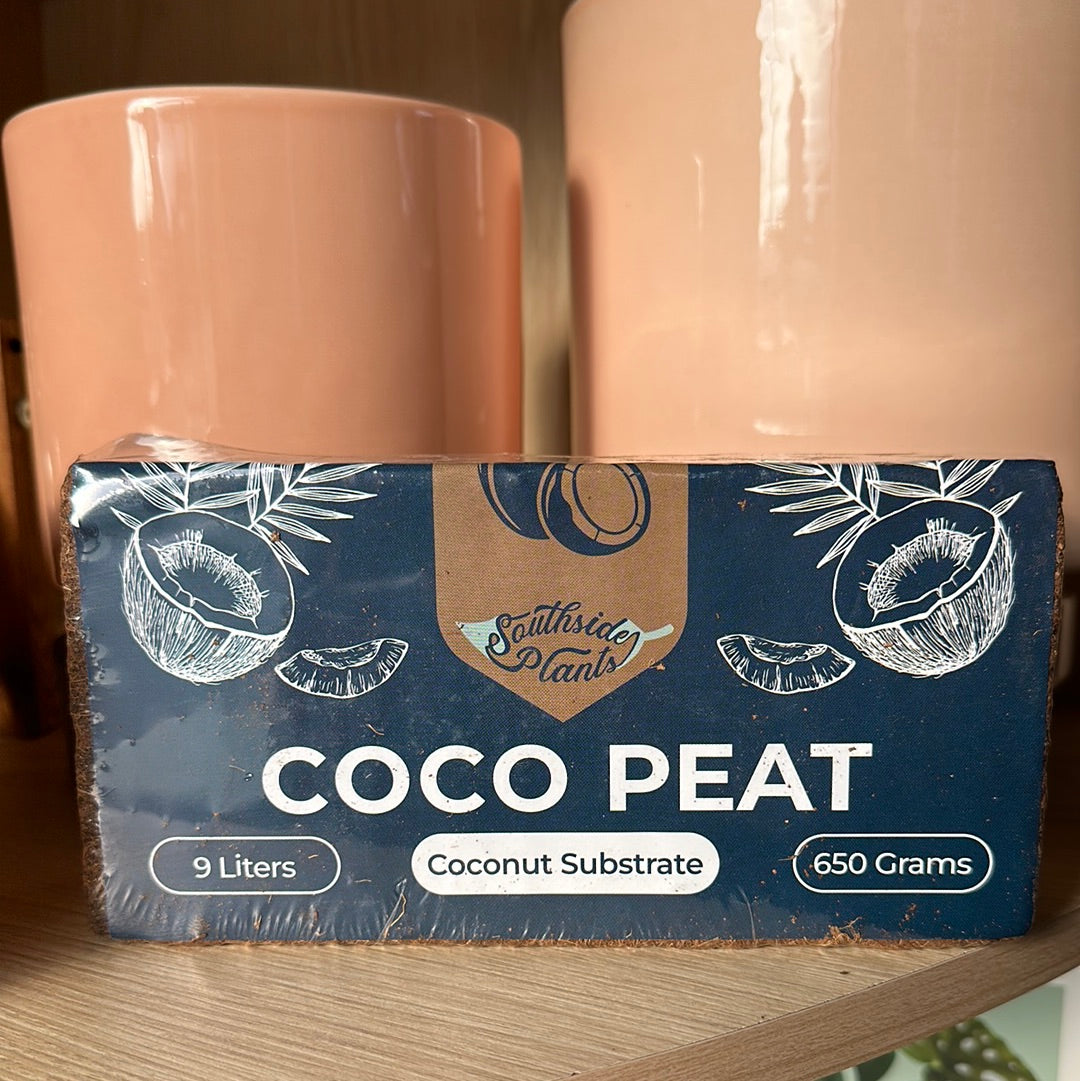 Southside
Plants
COCO PEAT
9 Liters
Coconut Substrate
650 Grams